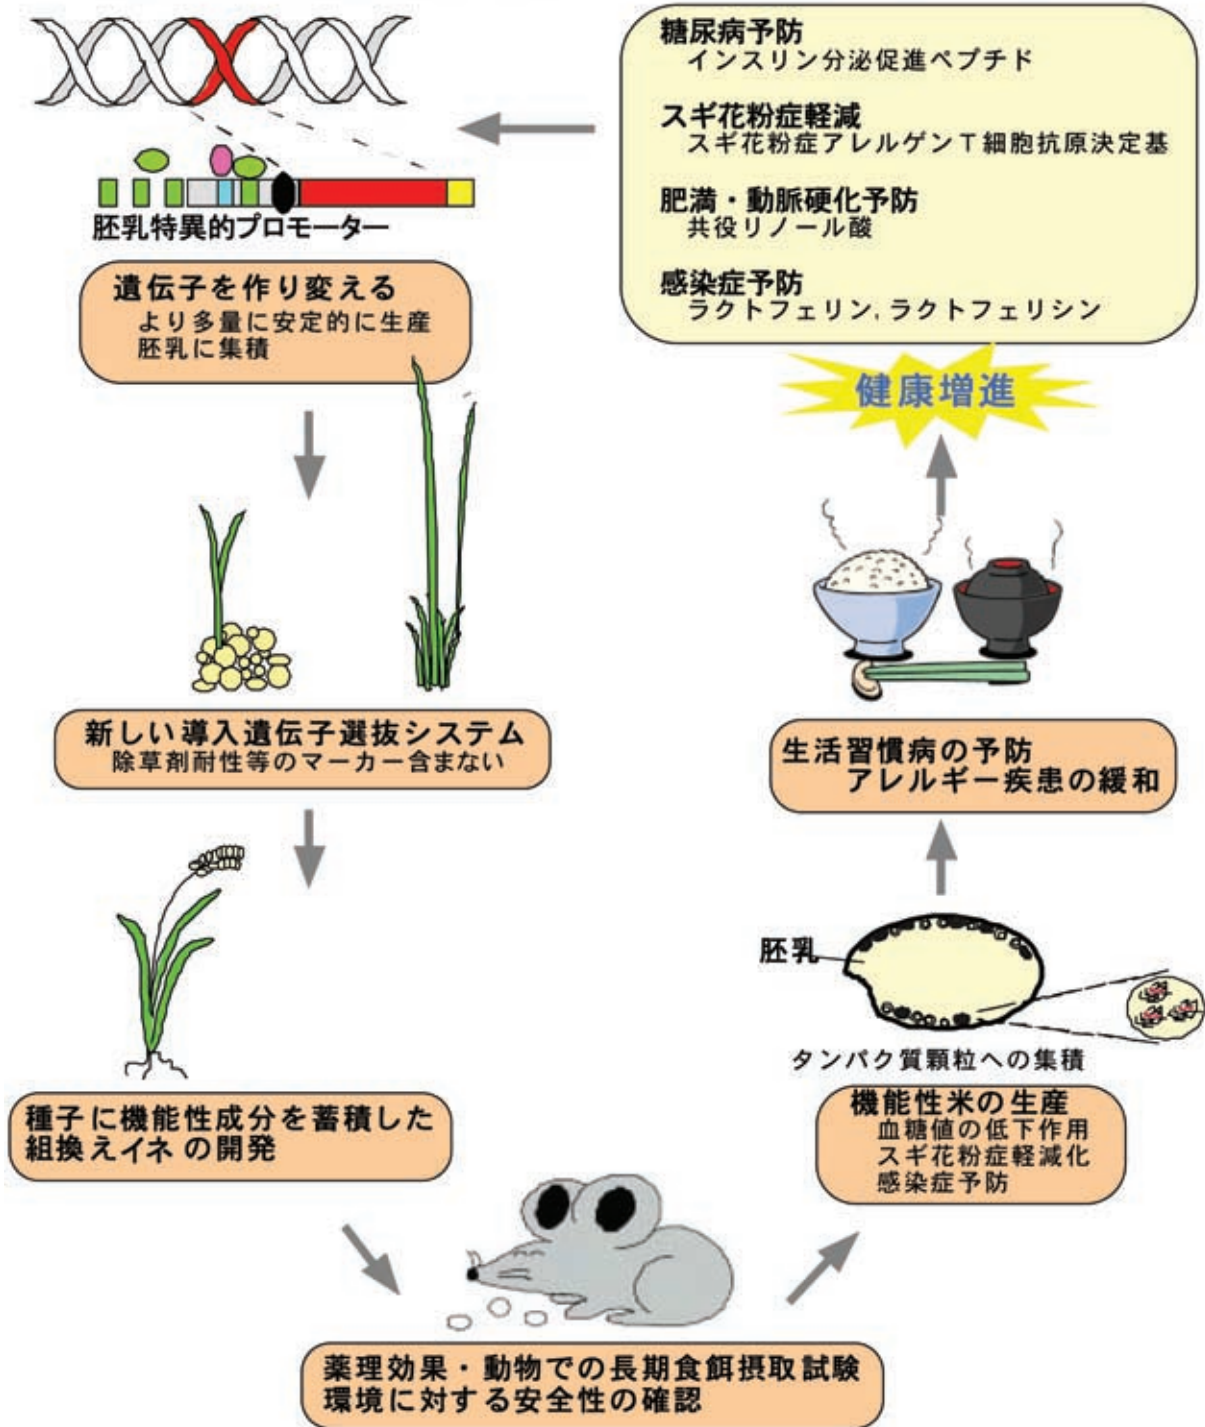 糖尿病予防
インスリン分泌促進ペプチド
スギ花粉症軽減
スギ花粉症アレルゲンT細胞抗原決定基
肥満・動脈硬化予防
共役リノール酸
感染症予防
ラクトフェリン,ラクトフェリシン
胚乳特異的プロモーター
遺伝子を作り変える
より多量に安定的に生産
胚乳に集積
新しい導入遺伝子選抜システム
除草剤耐性等のマーカー含まない
種子に機能性成分を蓄積した
組換えイネの開発
薬理効果・動物での長期食餌摂取試験
環境に対する安全性の確認
機能性米の生産
血糖値の低下作用
スギ花粉症軽減化
感染症予防
タンパク質顆粒への集積
胚乳
生活習慣病の予防
アレルギー疾患の緩和
健康増進